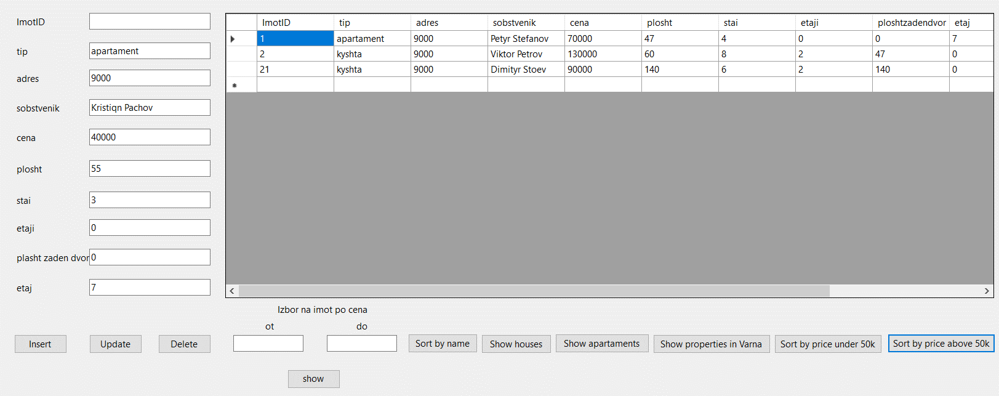 ImotID
tip apartament
adres 9000
sobstvenik Kristiqn Pachov
cena 40000
plosht 55
stai 3
etaji 0
plasht zaden dvor 0
etaj 7
Insert Update Delete
ImotID tip adres sobstvenik cena plosht stai etaji ploshtzadendvor etaj
1 apartament 9000 Petyr Stefanov 70000 47 4 0 0 7
2 kyshta 9000 Viktor Petrov 130000 60 8 2 47 0
21 kyshta 9000 Dimityr Stoev 90000 140 6 2 140 0
Izbor na imot po cena
ot do
Sort by name Show houses Show apartaments Show properties in Varna Sort by price under 50k Sort by price above 50k
show